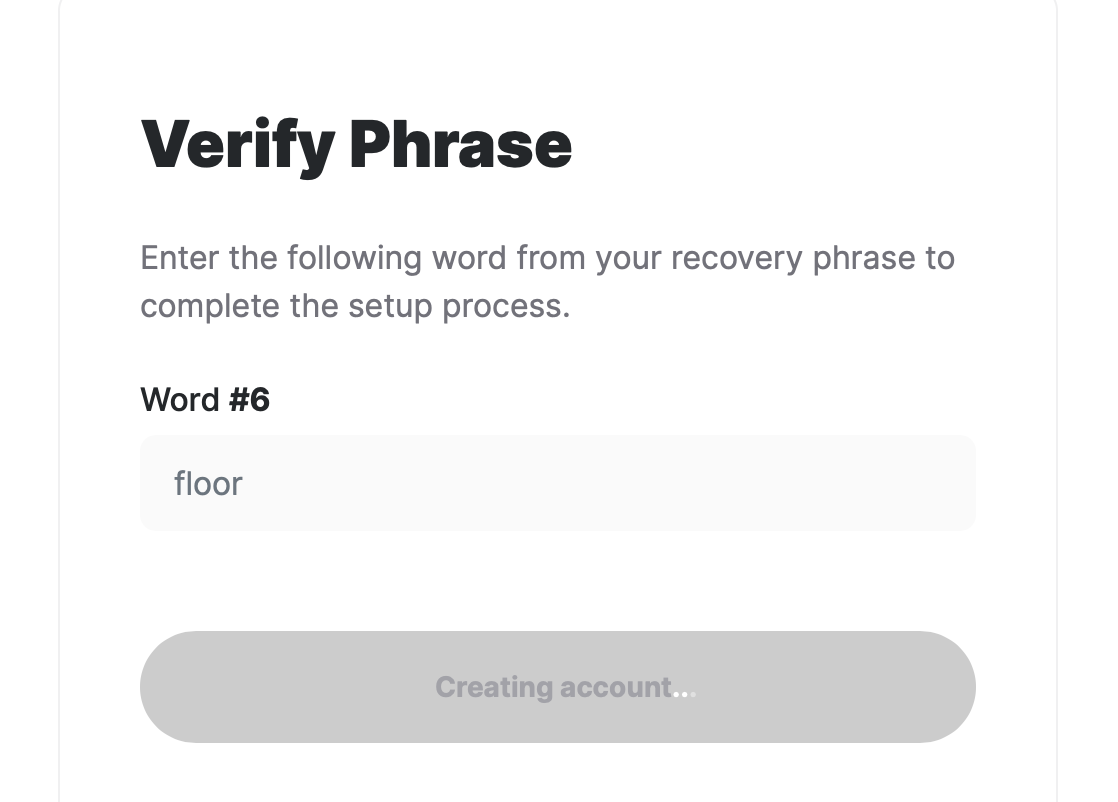 Verify Phrase
Enter the following word from your recovery phrase to
complete the setup process.
Word #6
floor
Creating account...